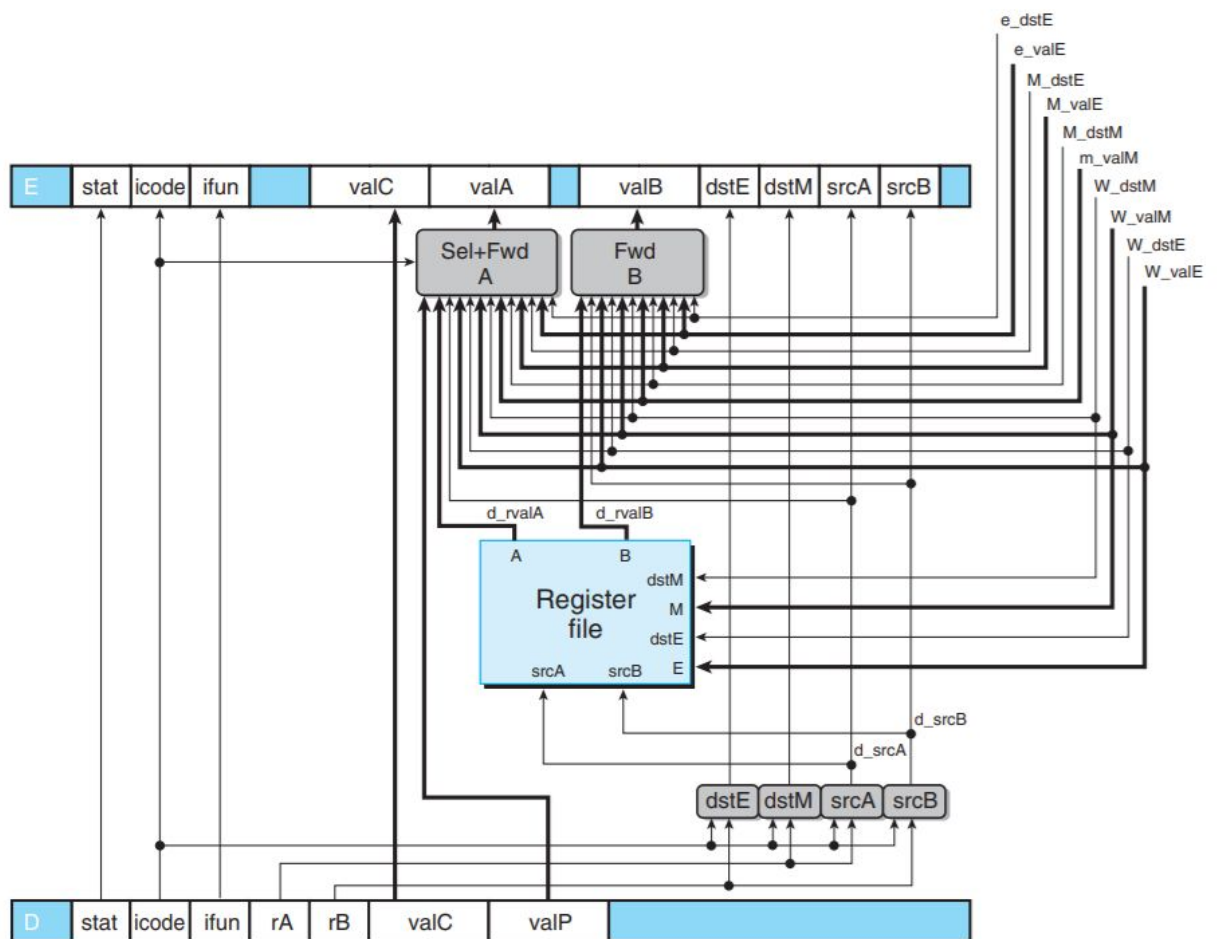 e_dstE
e_valE
M_dstE
M_valE
M_dstM
m_valM
W_dstM
W_valM
W_dstE
W_valE
E stat icode ifun valC valA valB dstE dstM srcA srcB
Sel+Fwd
A
Fwd
B
d_rvalA
d_rvalB
A
B
dstM
Register
file
M
dstE
srcA
srcB
E
d_srcB
d_srcA
dstE dstM srcA srcB
D stat icode ifun rA rB valC valP